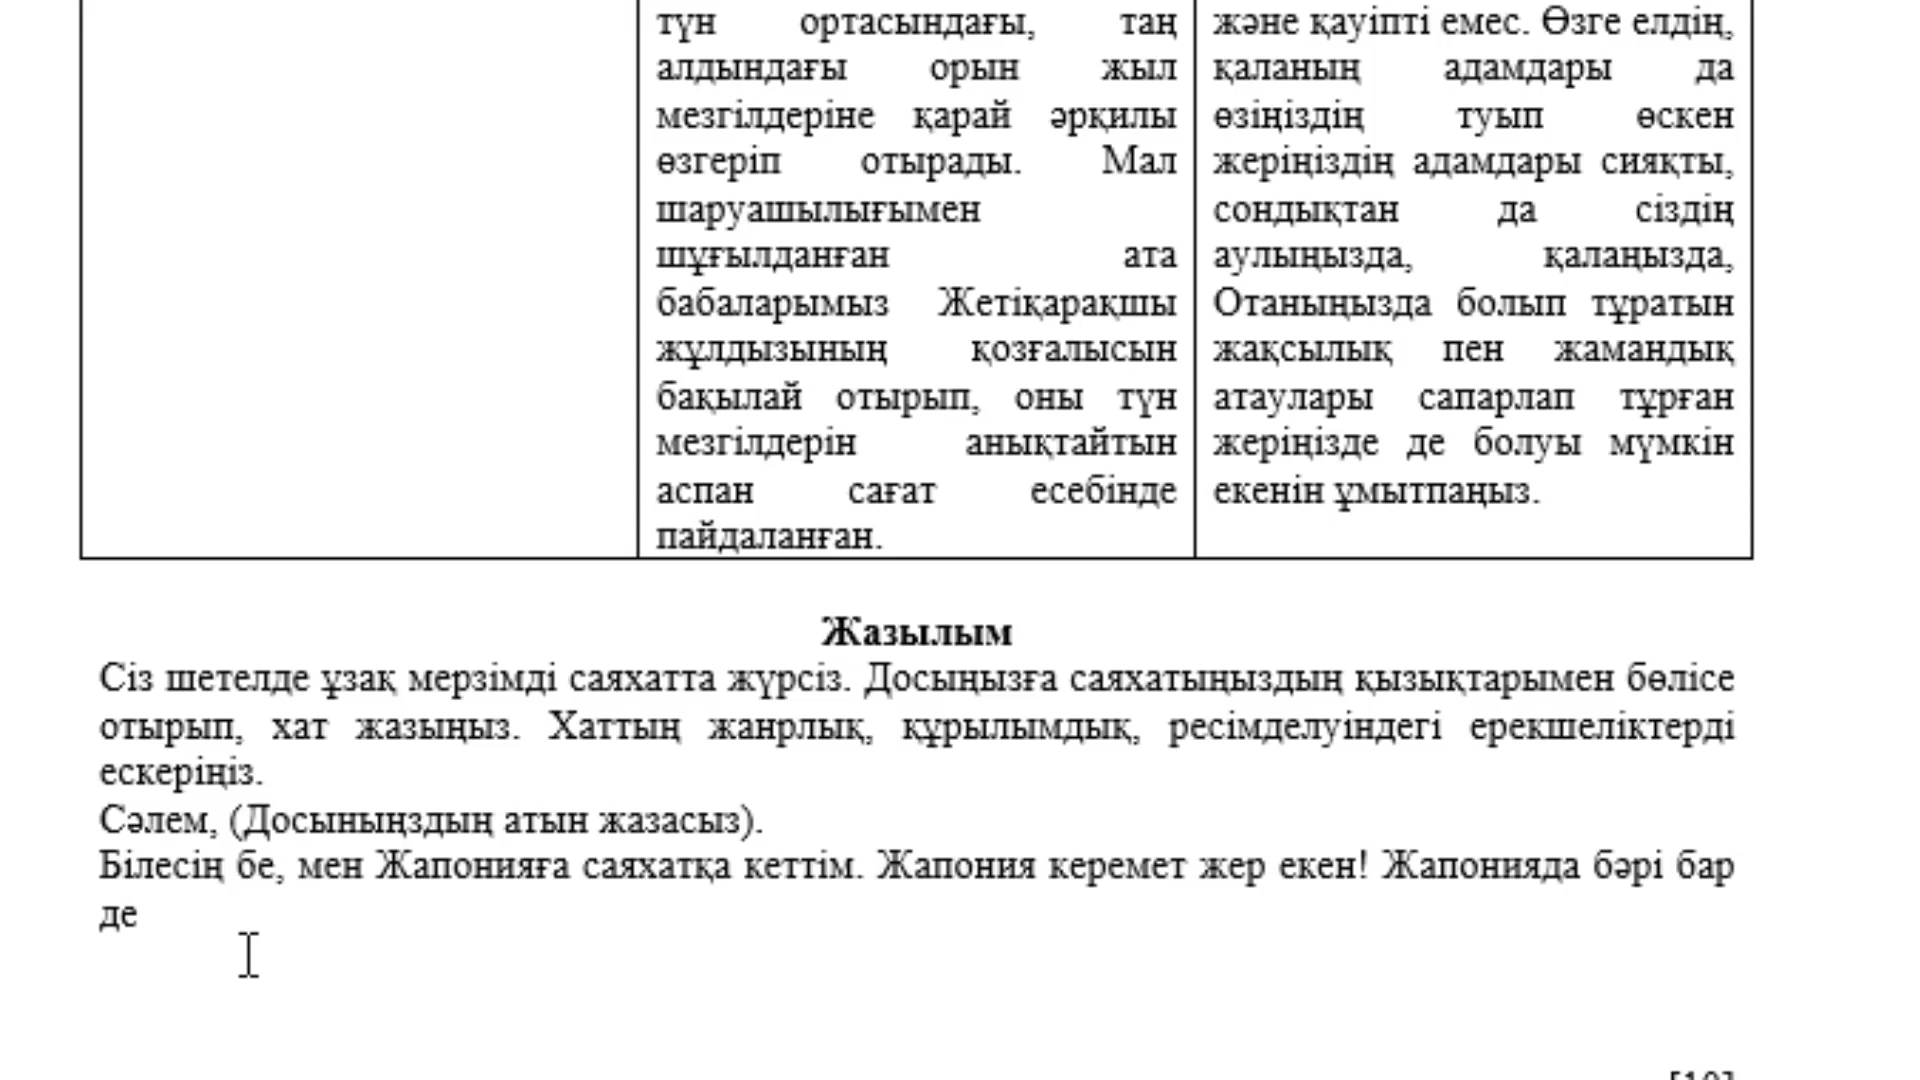 түн ортасындағы, таң
алдындағы орын жыл
мезгілдеріне қарай әрқилы
өзгеріп отырады. Мал
шаруашылығымен
шұғылданған ата
бабаларымыз Жетіқарақшы
жұлдызының қозғалысын
бақылай отырып, оны түн
мезгілдерін анықтайтын
аспан сағат есебінде
пайдаланған.
және қауіпті емес. Өзге елдің,
қаланың адамдары да
өзіңіздің туып өскен
жеріңіздің адамдары сияқты,
сондықтан да сіздің
аулыңызда, қалаңызда,
Отаныңызда болып тұратын
жақсылық пен жамандық
атаулары сапарлап тұрған
жеріңізде де болуы мүмкін
екенін ұмытпаңыз.
Жазылым
Сіз шетелде ұзақ мерзімді саяхатта жүрсіз. Досыңызға саяхатыңыздың қызықтарымен бөлісе
отырып, хат жазыңыз. Хаттың жанрлық, құрылымдық, ресімделуіндегі ерекшеліктерді
ескеріңіз.
Сәлем, (Досыныңздың атын жазасыз).
Білесің бе, мен Жапонияға саяхатқа кеттім. Жапония керемет жер екен! Жапонияда бәрі бар
де